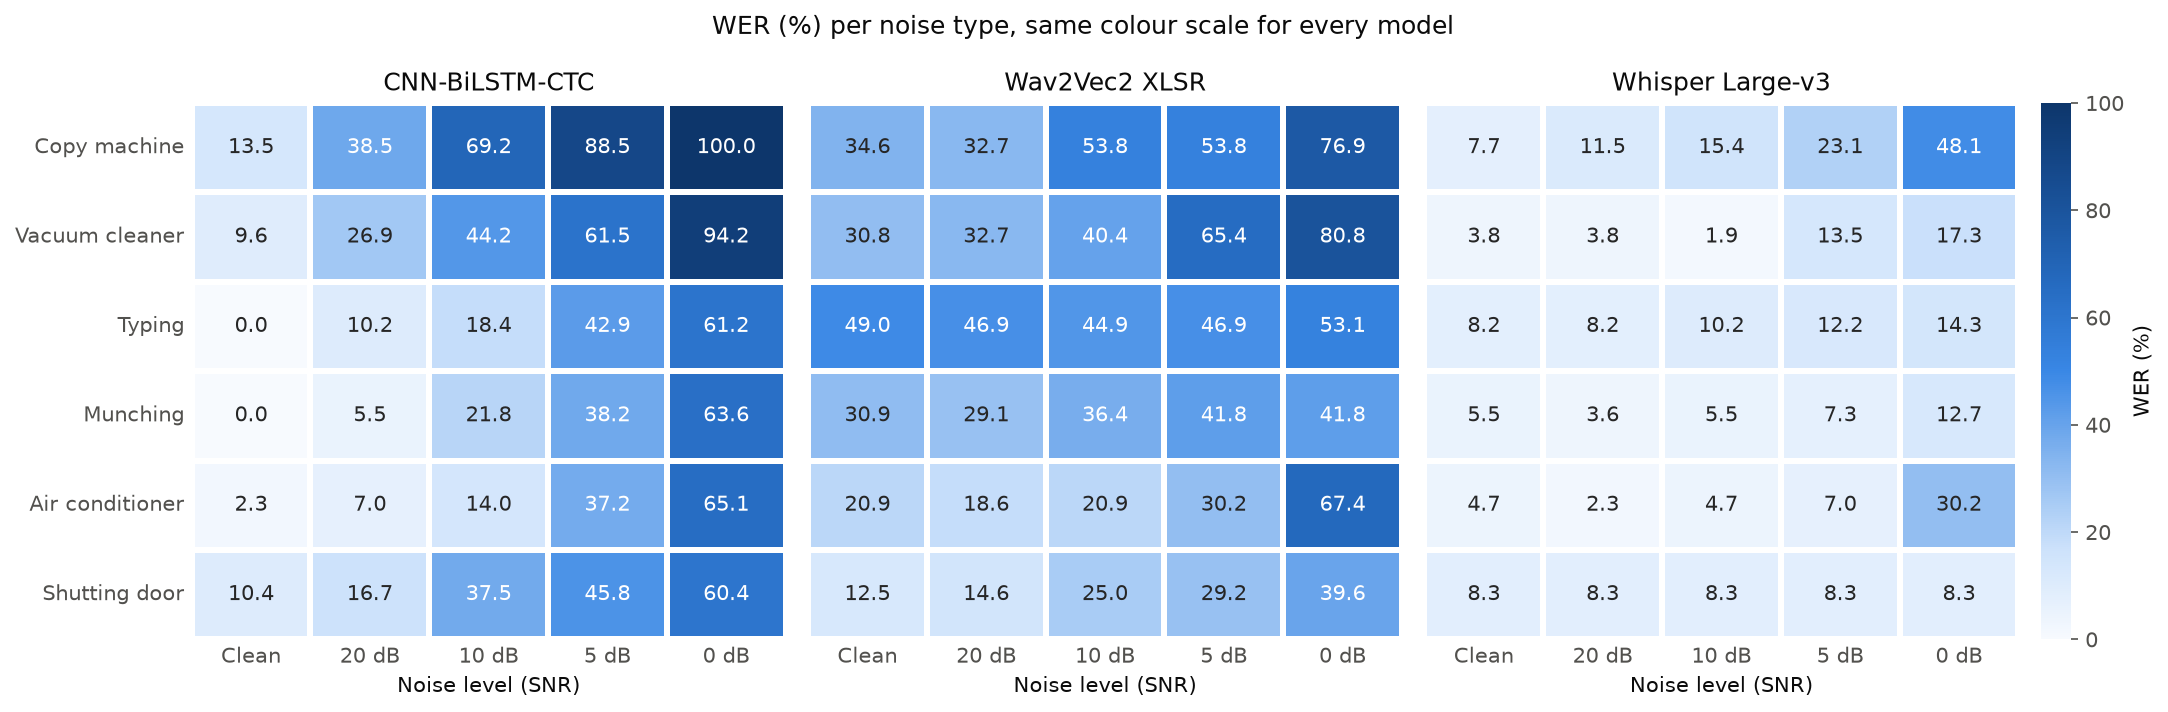 WER (%) per noise type, same colour scale for every model
CNN-BiLSTM-CTC Wav2Vec2 XLSR Whisper Large-v3
Copy machine 13.5 38.5 69.2 88.5 100.0 34.6 32.7 53.8 53.8 76.9 7.7 11.5 15.4 23.1 48.1
Vacuum cleaner 9.6 26.9 44.2 61.5 94.2 30.8 32.7 40.4 65.4 80.8 3.8 3.8 1.9 13.5 17.3
Typing 0.0 10.2 18.4 42.9 61.2 49.0 46.9 44.9 46.9 53.1 8.2 8.2 10.2 12.2 14.3
Munching 0.0 5.5 21.8 38.2 63.6 30.9 29.1 36.4 41.8 41.8 5.5 3.6 5.5 7.3 12.7
Air conditioner 2.3 7.0 14.0 37.2 65.1 20.9 18.6 20.9 30.2 67.4 4.7 2.3 4.7 7.0 30.2
Shutting door 10.4 16.7 37.5 45.8 60.4 12.5 14.6 25.0 29.2 39.6 8.3 8.3 8.3 8.3 8.3
Clean 20 dB 10 dB 5 dB 0 dB Clean 20 dB 10 dB 5 dB 0 dB Clean 20 dB 10 dB 5 dB 0 dB
Noise level (SNR) Noise level (SNR) Noise level (SNR)
100
80
60
40
20
0
WER (%)